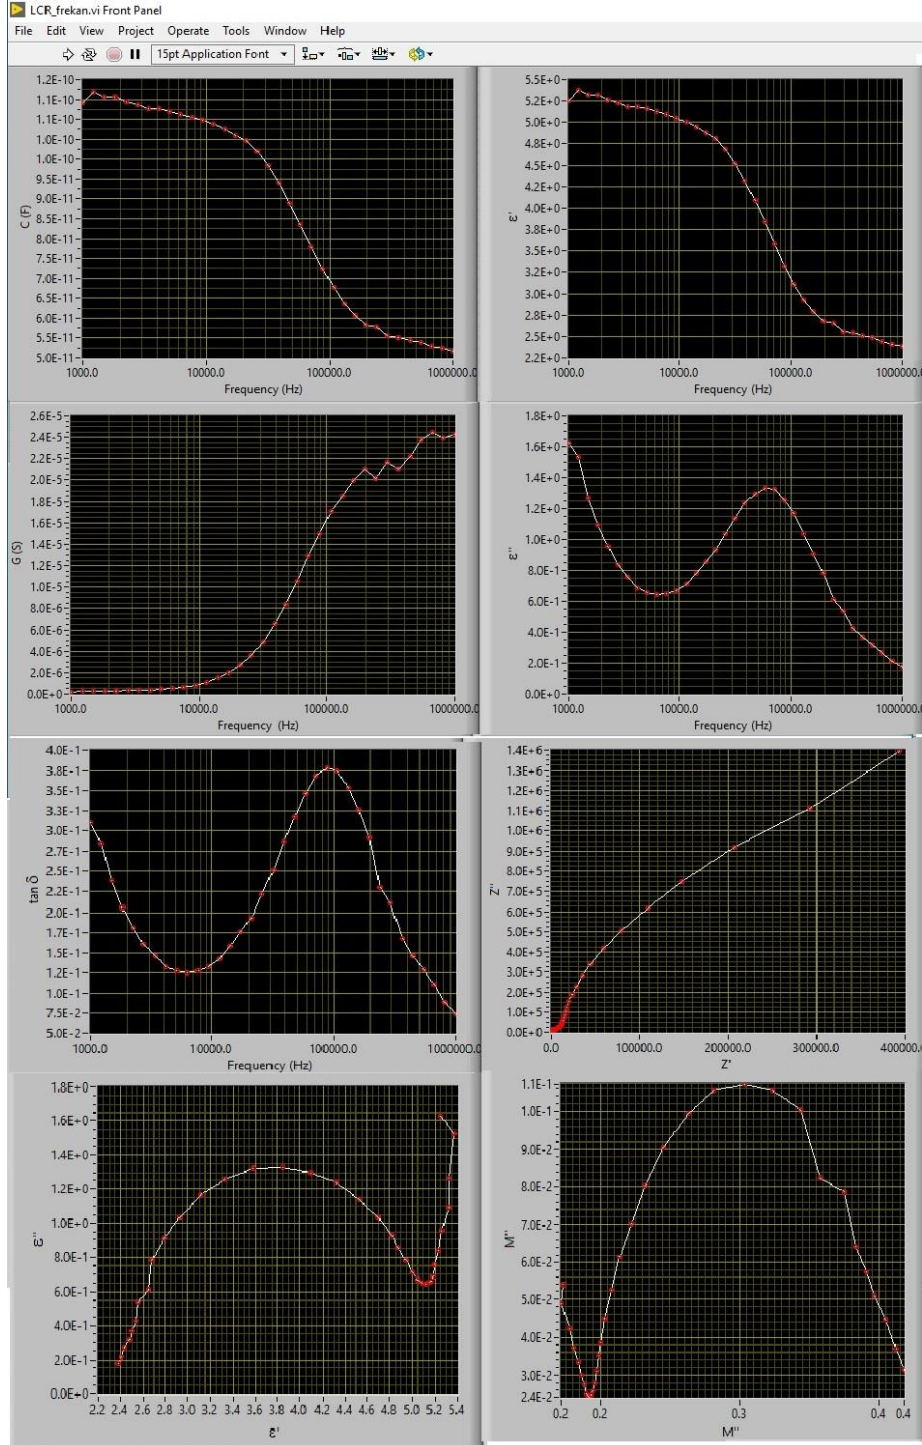 LCR_frekan.vi Front Panel
File Edit View Project Operate Tools Window Help
15pt Application Font
1.2E-10
1.1E-10
1.1E-10
1.0E-10
1.0E-10
9.5E-11
9.0E-11
8.5E-11
8.0E-11
7.5E-11
7.0E-11
6.5E-11
6.0E-11
5.5E-11
5.0E-11
C (F)
1000.0 10000.0 100000.0 1000000.0
Frequency (Hz)
5.5E+0
5.2E+0
5.0E+0
4.8E+0
4.5E+0
4.2E+0
4.0E+0
3.8E+0
3.5E+0
3.2E+0
3.0E+0
2.8E+0
2.5E+0
2.2E+0
ε'
1000.0 10000.0 100000.0 1000000.
Frequency (Hz)
2.6E-5
2.4E-5
2.2E-5
2.0E-5
1.8E-5
1.6E-5
1.4E-5
1.2E-5
1.0E-5
8.0E-6
6.0E-6
4.0E-6
2.0E-6
0.0E+0
G (S)
1000.0 10000.0 100000.0 1000000.0
Frequency (Hz)
1.8E+0
1.6E+0
1.4E+0
1.2E+0
1.0E+0
8.0E-1
6.0E-1
4.0E-1
2.0E-1
0.0E+0
ε''
1000.0 10000.0 100000.0 1000000.
Frequency (Hz)
4.0E-1
3.8E-1
3.5E-1
3.3E-1
3.0E-1
2.7E-1
2.5E-1
2.2E-1
2.0E-1
1.7E-1
1.5E-1
1.2E-1
1.0E-1
7.5E-2
5.0E-2
tan δ
1000.0 10000.0 100000.0 1000000.
Frequency (Hz)
1.4E+6
1.3E+6
1.2E+6
1.1E+6
1.0E+6
9.0E+5
8.0E+5
7.0E+5
6.0E+5
5.0E+5
4.0E+5
3.0E+5
2.0E+5
1.0E+5
0.0E+0
Z''
0.0 100000.0 200000.0 300000.0 400000.
Z'
1.8E+0
1.6E+0
1.4E+0
1.2E+0
1.0E+0
8.0E-1
6.0E-1
4.0E-1
2.0E-1
0.0E+0
ε''
2.2 2.4 2.6 2.8 3.0 3.2 3.4 3.6 3.8 4.0 4.2 4.4 4.6 4.8 5.0 5.2 5.4
ε'
1.1E-1
1.0E-1
9.0E-2
8.0E-2
7.0E-2
6.0E-2
5.0E-2
4.0E-2
3.0E-2
2.4E-2
M''
0.2 0.2 0.3 0.4 0.4
M''